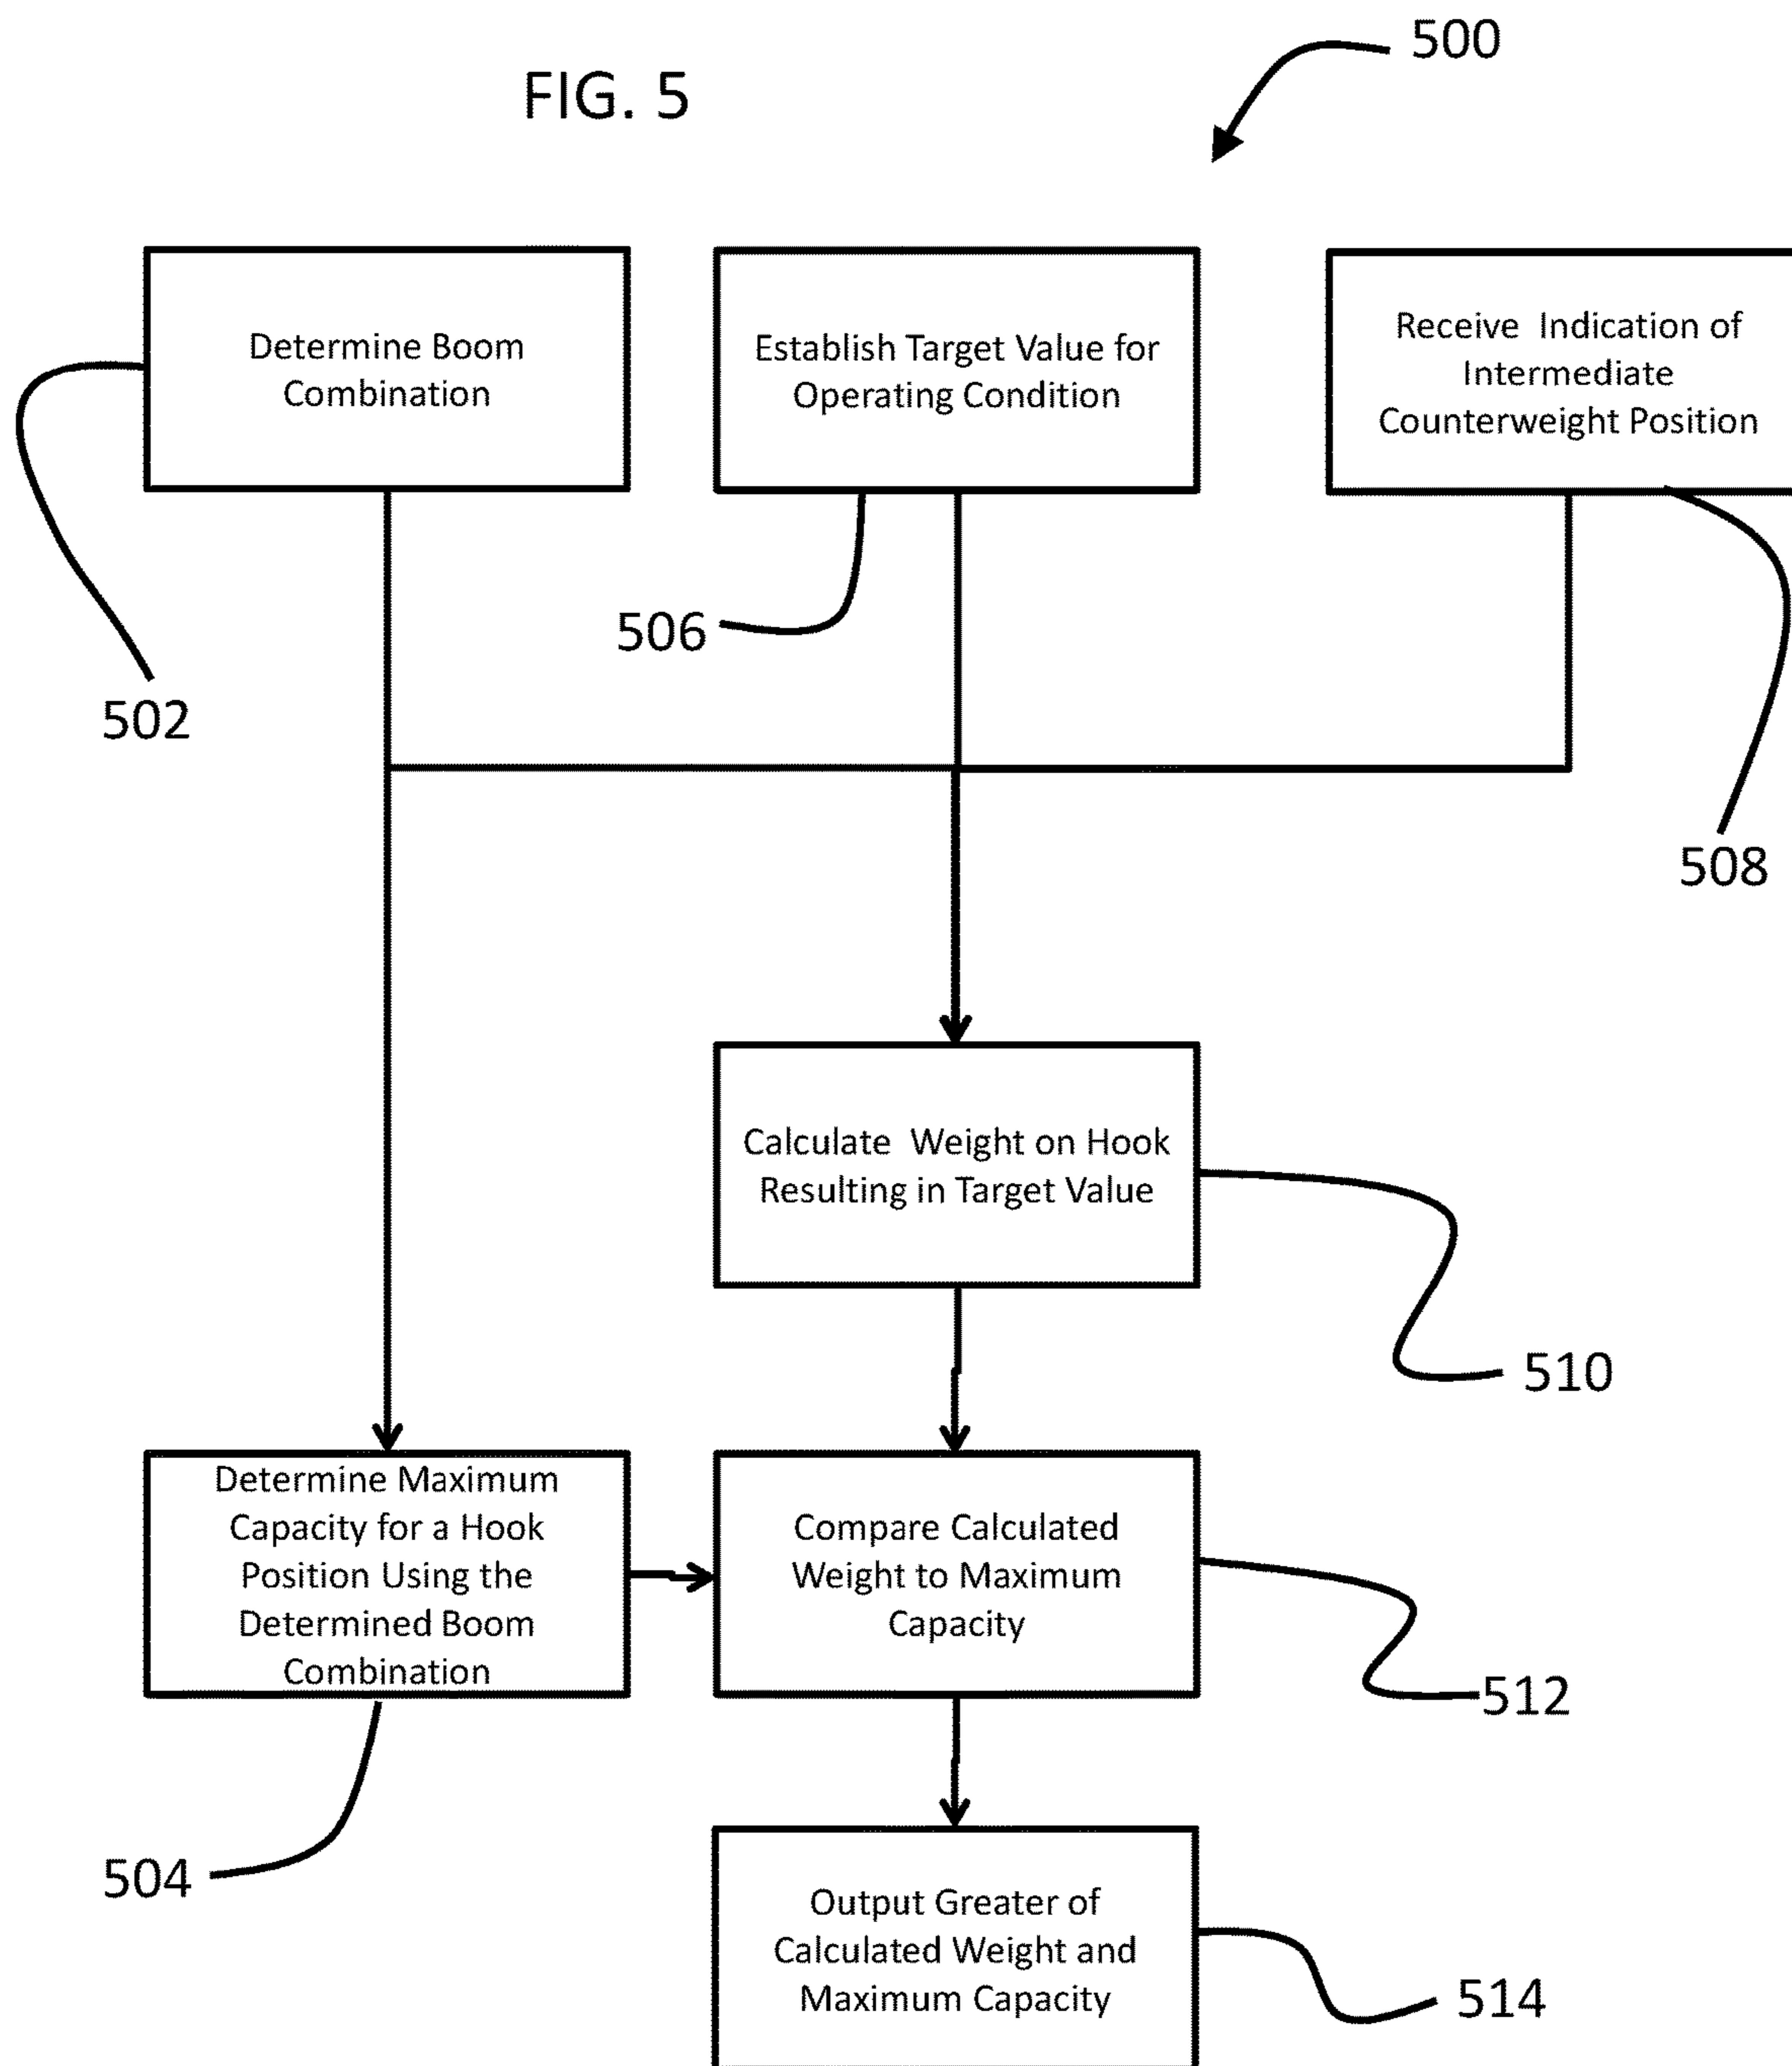 500
FIG. 5
Determine Boom
Combination
Establish Target Value for
Operating Condition
Receive Indication of
Intermediate
Counterweight Position
506
502
508
Calculate Weight on Hook
Resulting in Target Value
510
Determine Maximum
Capacity for a Hook
Position Using the
Determined Boom
Combination
Compare Calculated
Weight to Maximum
Capacity
512
504
Output Greater of
Calculated Weight and
Maximum Capacity
514